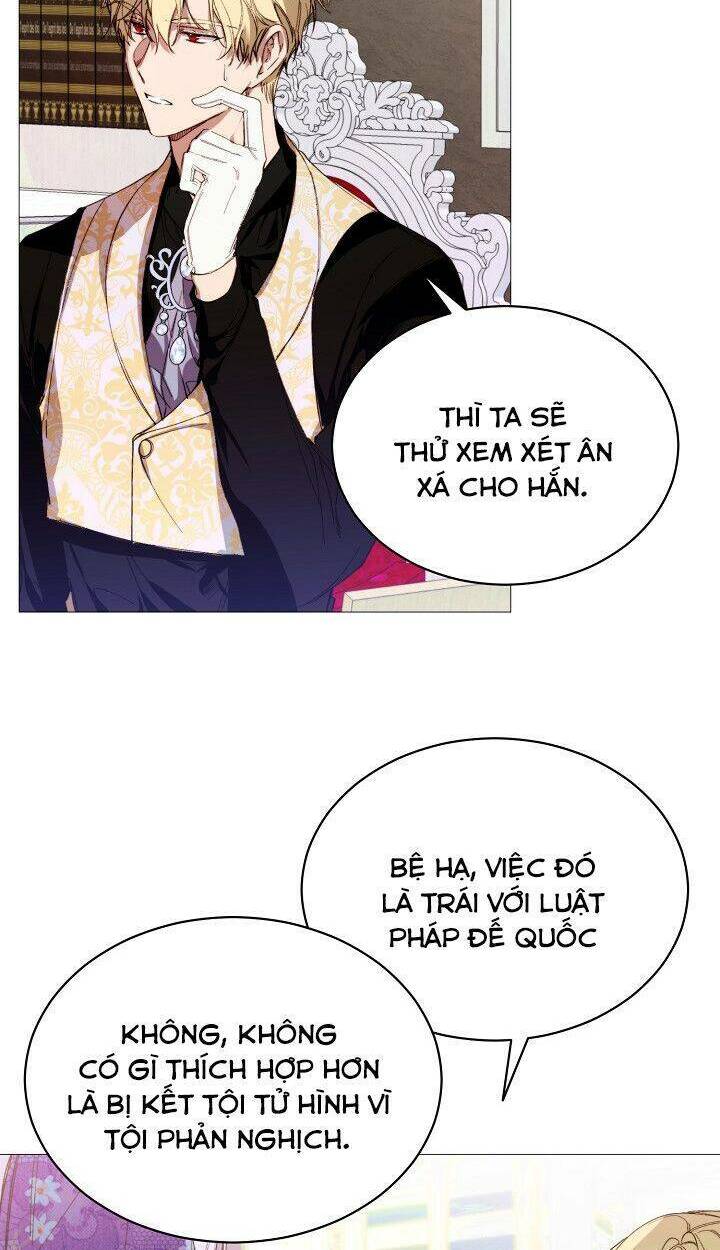 THÌ TA SẼ
THỬ XEM XÉT ÂN
XÁ CHO HẮN.
BỆ HẠ, VIỆC ĐÓ
LÀ TRÁI VỚI LUẬT
PHÁP ĐẾ QUỐC
KHÔNG, KHÔNG
CÓ GÌ THÍCH HỢP HƠN
LÀ BỊ KẾT TỘI TỬ HÌNH VÌ
TỘI PHẢN NGHỊCH.